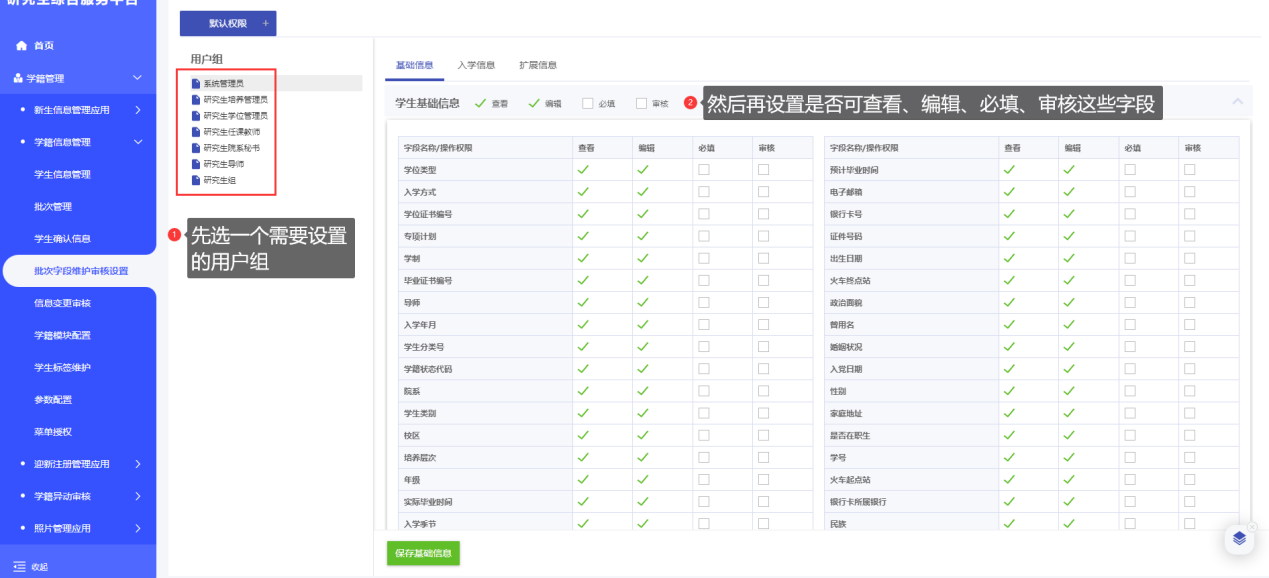 研究生综合服务平台
首页
学籍管理
新生信息管理应用
学籍信息管理
学生信息管理
批次管理
学生确认信息
批次字段维护审核设置
信息变更审核
学籍模块配置
学生标签维护
参数配置
菜单授权
迎新注册管理应用
学籍异动审核
照片管理应用
收起
默认权限 +
用户组
系统管理员
研究生培养管理员
研究生学位管理员
研究生任课教师
研究生院系秘书
研究生导师
研究生组
1 先选一个需要设置
的用户组
基础信息 入学信息 扩展信息
学生基础信息 查看 编辑 必填 审核 2 然后再设置是否可查看、编辑、必填、审核这些字段
字段名称/操作权限 查看 编辑 必填 审核 字段名称/操作权限 查看 编辑 必填 审核
学位类型 预计毕业时间
入学方式 电子邮箱
学位证书编号 银行卡号
专项计划 证件号码
学制 出生日期
毕业证书编号 火车终点站
导师 政治面貌
入学年月 曾用名
学生分类号 婚姻状况
学籍状态代码 入党日期
院系 性别
学生类别 家庭地址
校区 是否在职生
培养层次 学号
年级 火车起点站
实际毕业时间 银行卡所属银行
入学季节 民族
保存基础信息